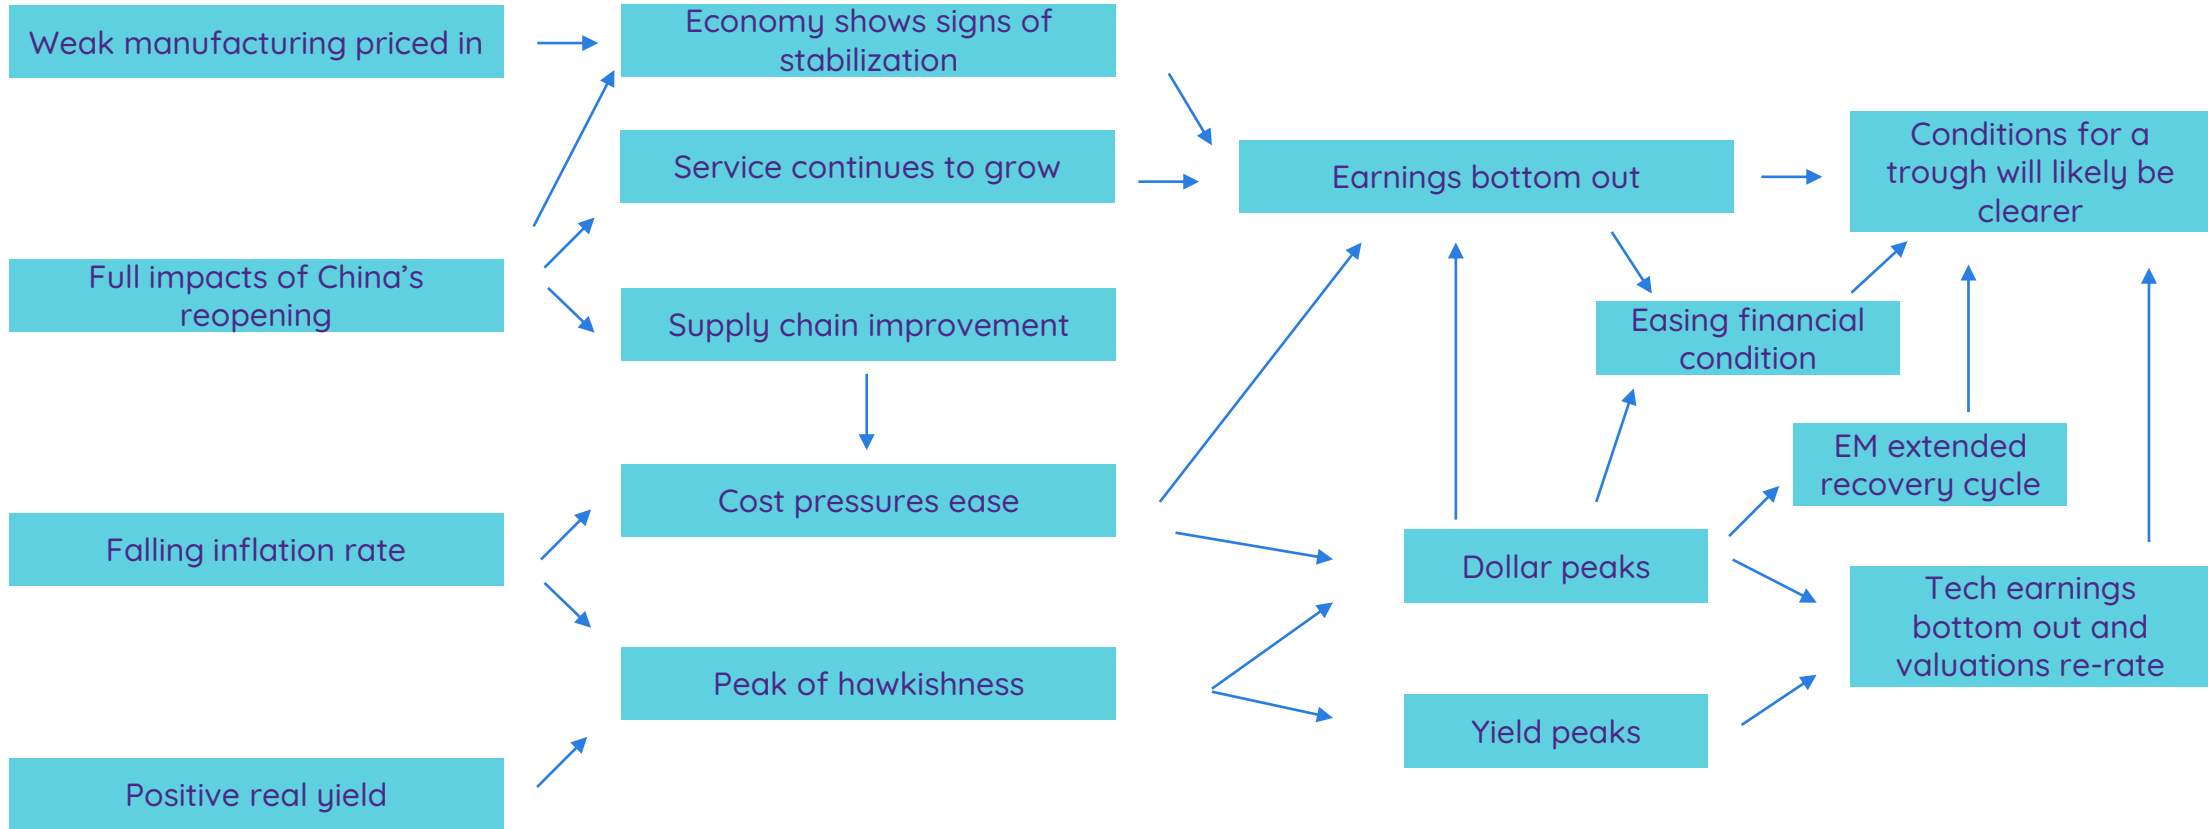 Weak manufacturing priced in
Economy shows signs of
stabilization
Service continues to grow
Earnings bottom out
Conditions for a
trough will likely be
clearer
Full impacts of China’s
reopening
Supply chain improvement
Easing financial
condition
Cost pressures ease
EM extended
recovery cycle
Falling inflation rate
Dollar peaks
Tech earnings
bottom out and
valuations re-rate
Peak of hawkishness
Yield peaks
Positive real yield